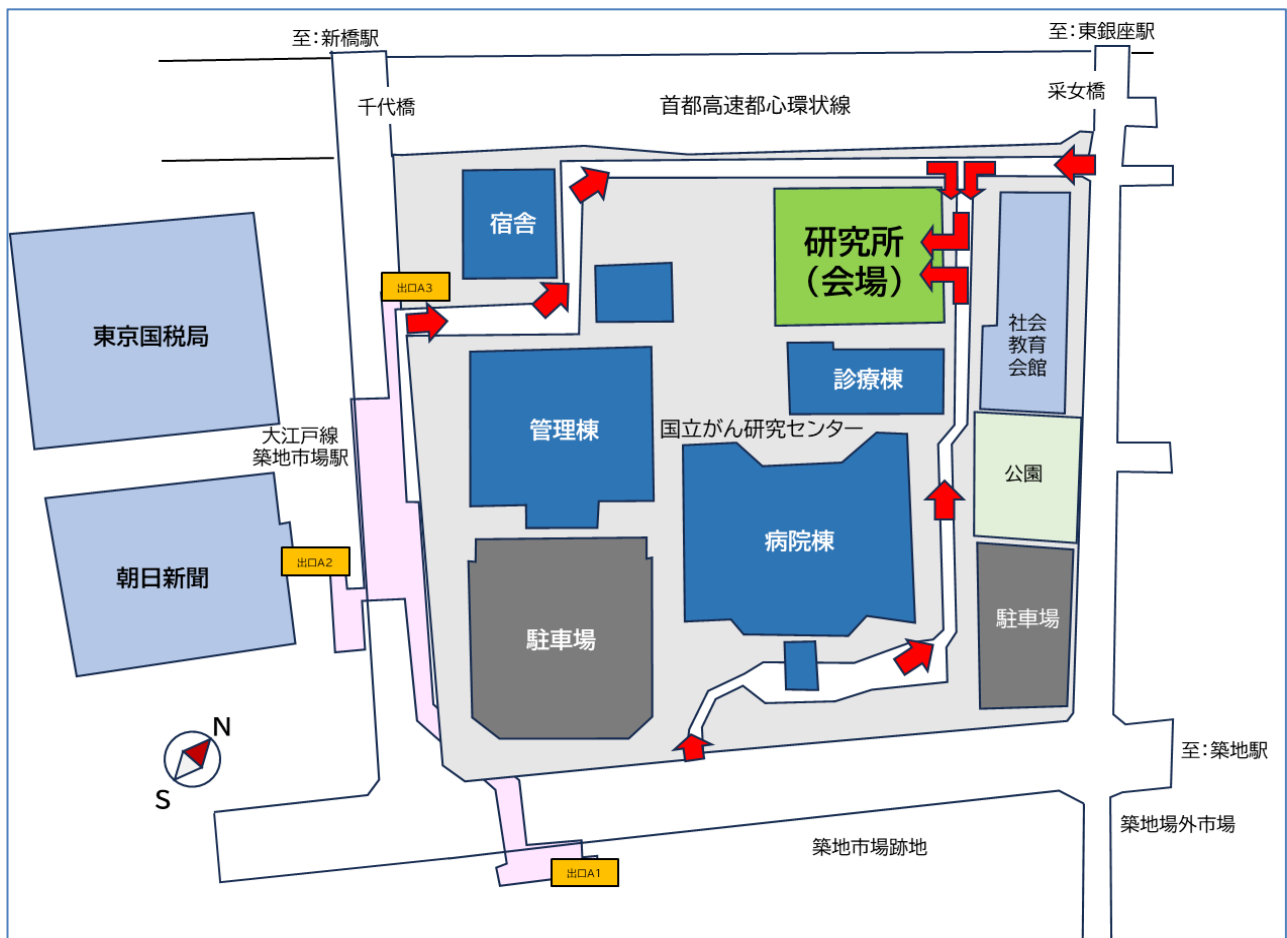 至：新橋駅
至：東銀座駅
千代橋
首都高速都心環状線
采女橋
宿舎
研究所
（会場）
出口A3
東京国税局
社会
教育
会館
診療棟
大江戸線
築地市場駅
管理棟
国立がん研究センター
公園
病院棟
出口A2
朝日新聞
駐車場
駐車場
N
S
至：築地駅
築地場外市場
築地市場跡地
出口A1